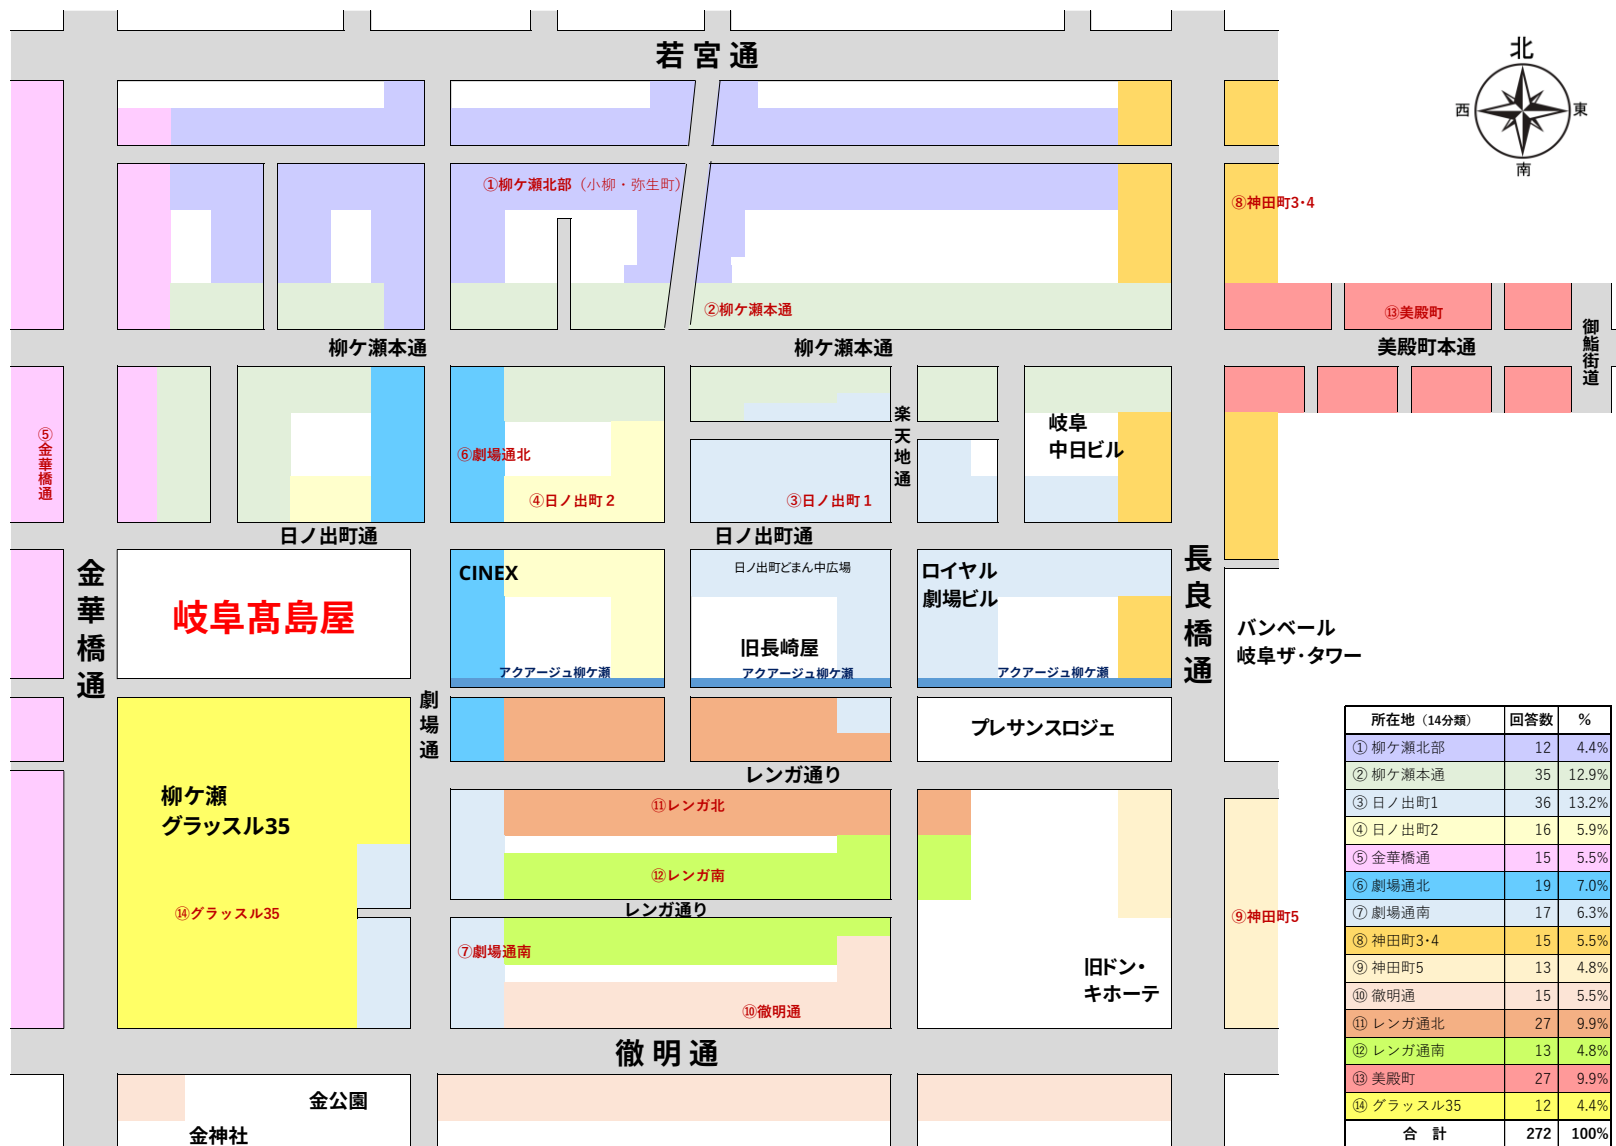 若宮通
北
西
東
南
①柳ケ瀬北部（小柳・弥生町）
⑧神田町3・4
②柳ケ瀬本通
⑬美殿町
柳ケ瀬本通
柳ケ瀬本通
美殿町本通
御鮨街道
⑤金華橋通
⑥劇場通北
④日ノ出町２
③日ノ出町１
楽天地通
岐阜
中日ビル
日ノ出町通
日ノ出町通
金華橋通
岐阜髙島屋
CINEX
日ノ出町どまん中広場
ロイヤル
劇場ビル
長良橋通
旧長崎屋
バンベール
岐阜ザ・タワー
アクアージュ柳ケ瀬
アクアージュ柳ケ瀬
アクアージュ柳ケ瀬
劇場通
プレサンスロジェ
レンガ通り
柳ケ瀬
グラッスル35
⑪レンガ北
⑫レンガ南
⑭グラッスル35
レンガ通り
⑨神田町5
⑦劇場通南
旧ドン・
キホーテ
⑩徹明通
徹明通
金公園
金神社
所在地（14分類） 回答数 %
① 柳ケ瀬北部 12 4.4%
② 柳ケ瀬本通 35 12.9%
③ 日ノ出町1 36 13.2%
④ 日ノ出町2 16 5.9%
⑤ 金華橋通 15 5.5%
⑥ 劇場通北 19 7.0%
⑦ 劇場通南 17 6.3%
⑧ 神田町3・4 15 5.5%
⑨ 神田町5 13 4.8%
⑩ 徹明通 15 5.5%
⑪ レンガ通北 27 9.9%
⑫ レンガ通南 13 4.8%
⑬ 美殿町 27 9.9%
⑭ グラッスル35 12 4.4%
合 計 272 100%